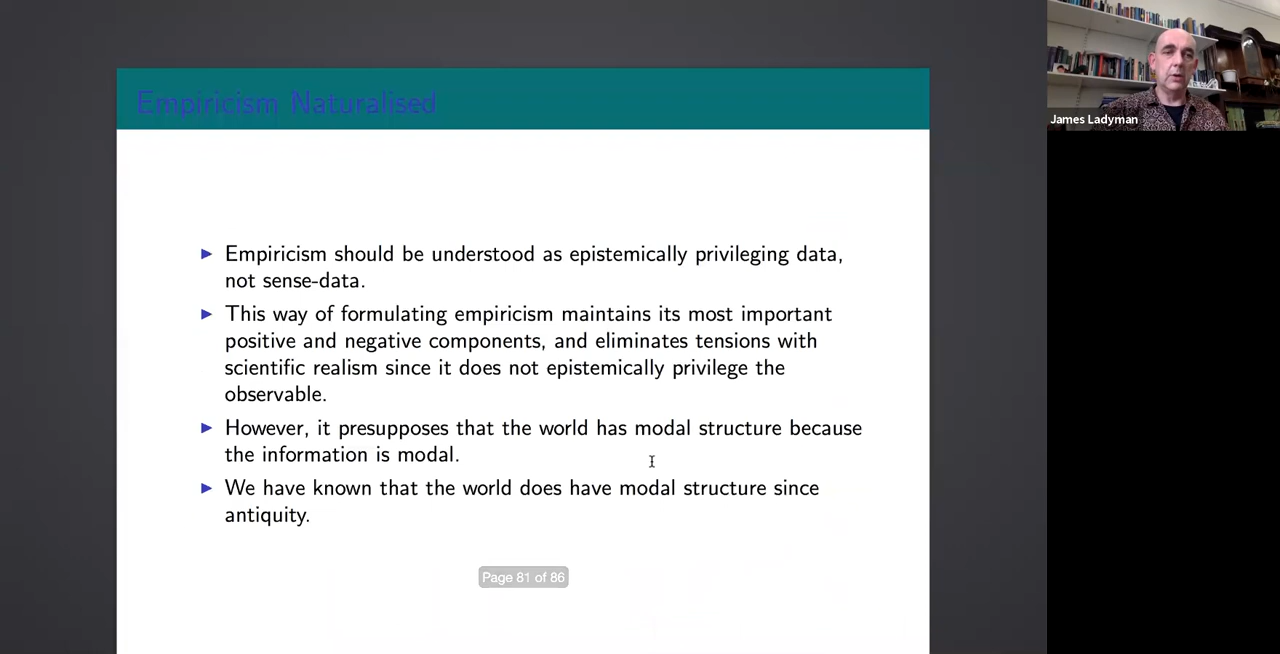 Empiricism Naturalised
James Ladyman
▶ Empiricism should be understood as epistemically privileging data,
not sense-data.
▶ This way of formulating empiricism maintains its most important
positive and negative components, and eliminates tensions with
scientific realism since it does not epistemically privilege the
observable.
▶ However, it presupposes that the world has modal structure because
the information is modal.
▶ We have known that the world does have modal structure since
antiquity.
Page 81 of 86